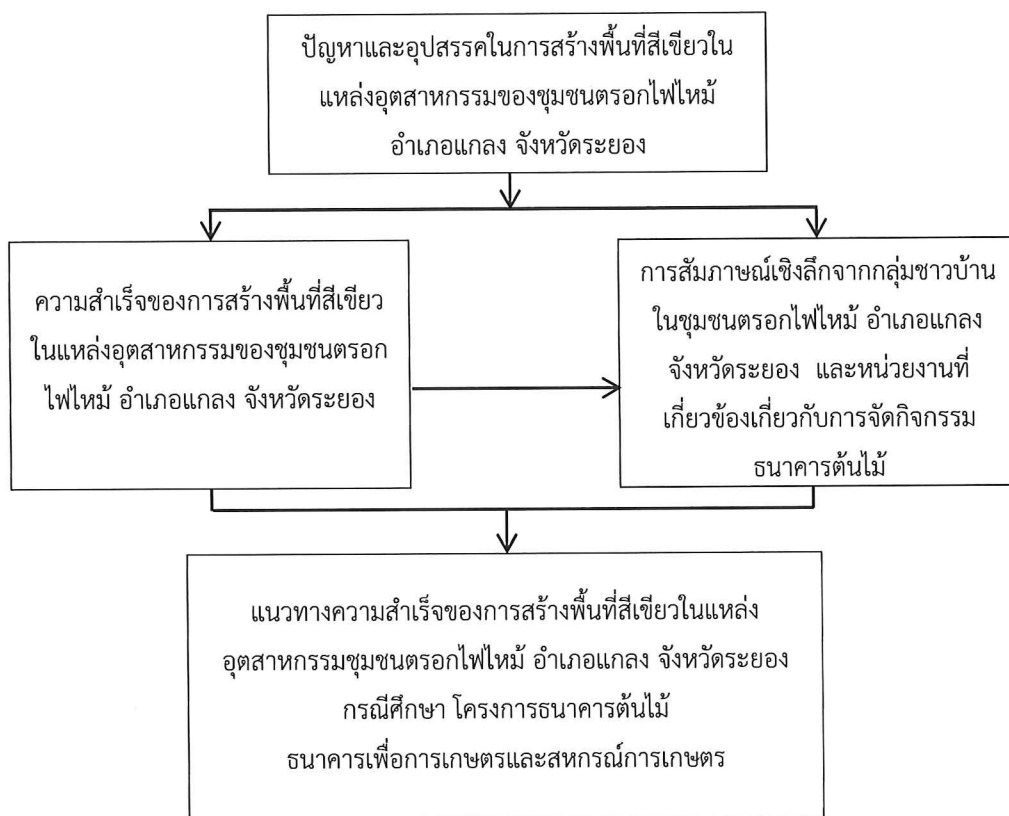 ปัญหาและอุปสรรคในการสร้างพื้นที่สีเขียวใน
แหล่งอุตสาหกรรมของชุมชนตรอกไฟไหม้
อำเภอแกลง จังหวัดระยอง
ความสำเร็จของการสร้างพื้นที่สีเขียว
ในแหล่งอุตสาหกรรมของชุมชนตรอก
ไฟไหม้ อำเภอแกลง จังหวัดระยอง
การสัมภาษณ์เชิงลึกจากกลุ่มชาวบ้าน
ในชุมชนตรอกไฟไหม้ อำเภอแกลง
จังหวัดระยอง และหน่วยงานที่
เกี่ยวข้องเกี่ยวกับการจัดกิจกรรม
ธนาคารต้นไม้
แนวทางความสำเร็จของการสร้างพื้นที่สีเขียวในแหล่ง
อุตสาหกรรมชุมชนตรอกไฟไหม้ อำเภอแกลง จังหวัดระยอง
กรณีศึกษา โครงการธนาคารต้นไม้
ธนาคารเพื่อการเกษตรและสหกรณ์การเกษตร